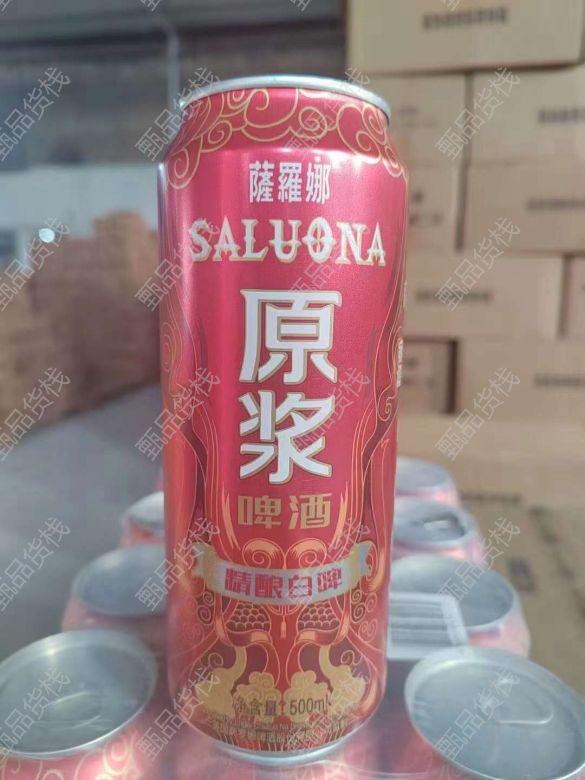 薩羅娜
SALUONA
原浆
啤酒
精酿白啤
净含量:500ml
甄品货栈